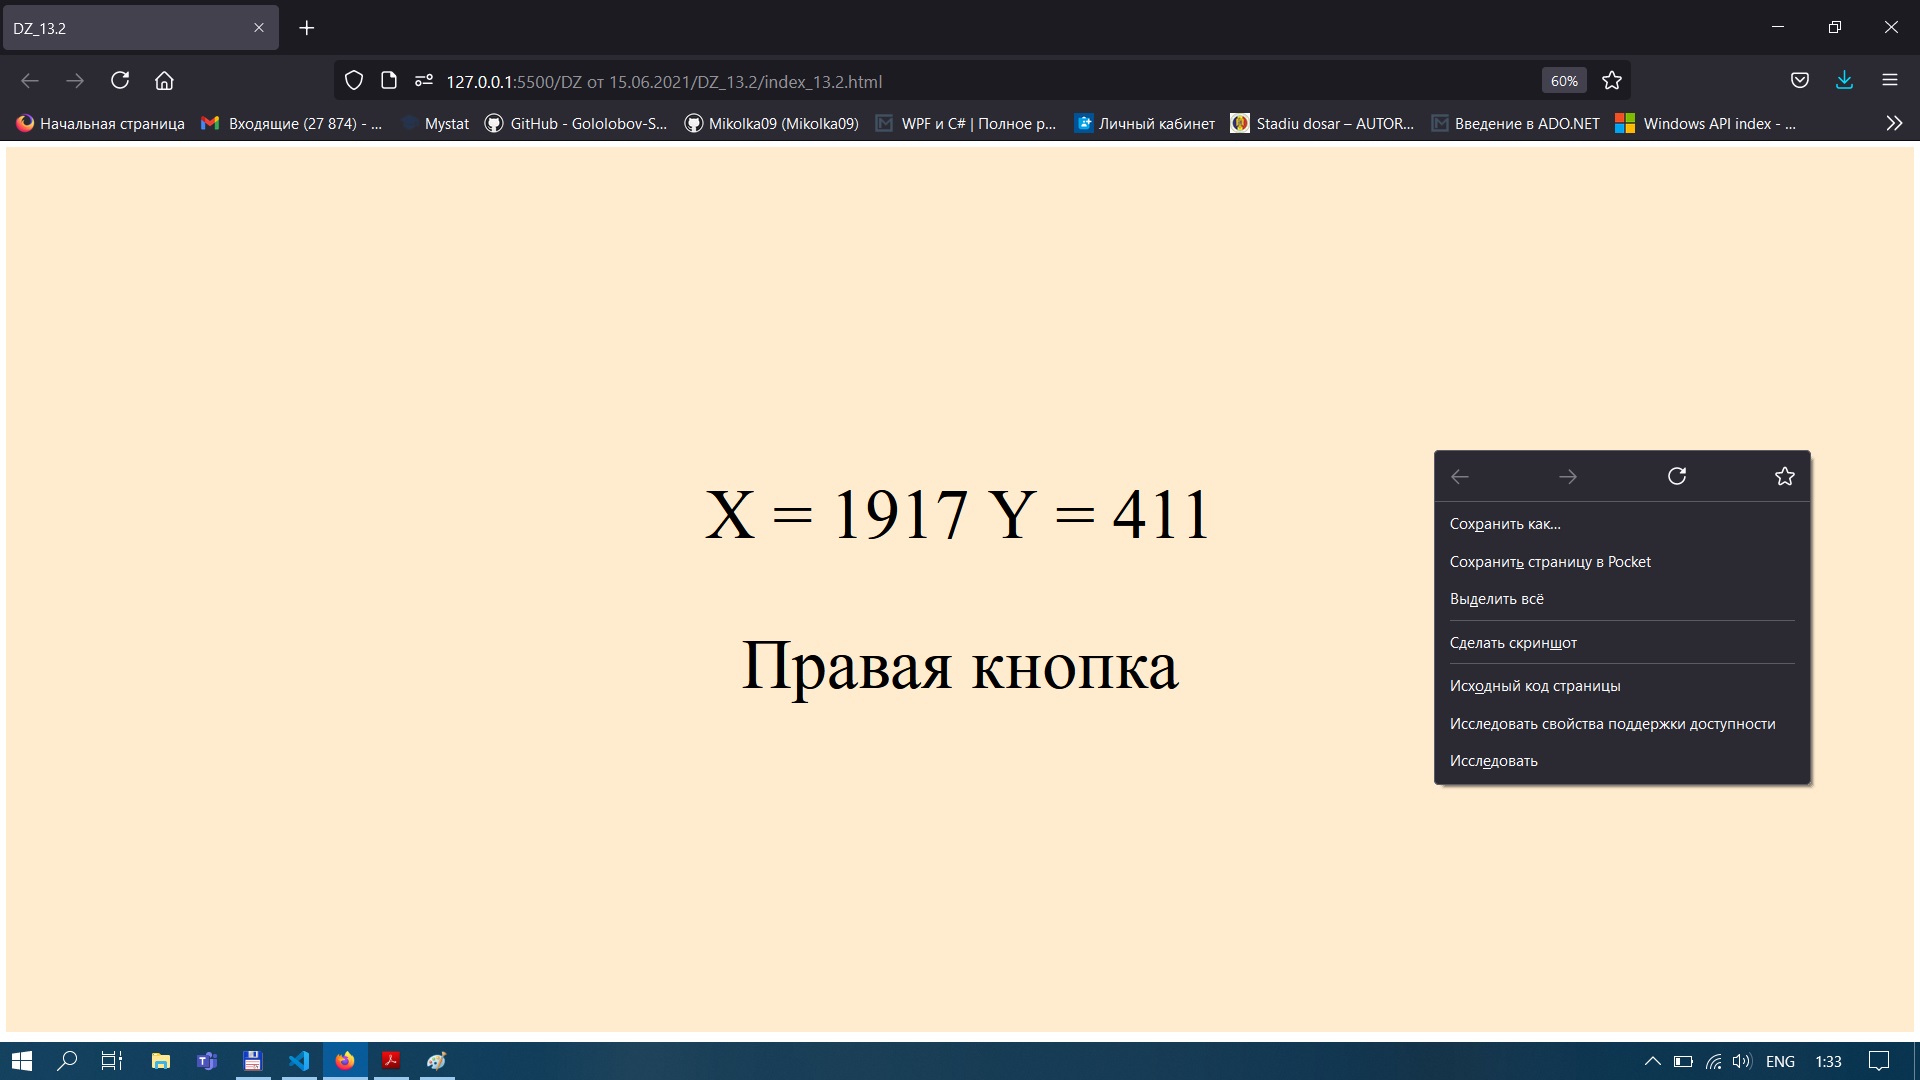 DZ_13.2
127.0.0.1:5500/DZ от 15.06.2021/DZ_13.2/index_13.2.html
60%
Начальная страница
Входящие (27 874) - ...
Mystat
GitHub - Gololobov-S...
Mikolka09 (Mikolka09)
WPF и C# | Полное р...
Личный кабинет
Stadiu dosar – AUTOR...
Введение в ADO.NET
Windows API index - ...
X = 1917 Y = 411
Правая кнопка
Сохранить как...
Сохранить страницу в Pocket
Выделить всё
Сделать скриншот
Исходный код страницы
Исследовать свойства поддержки доступности
Исследовать
ENG
1:33